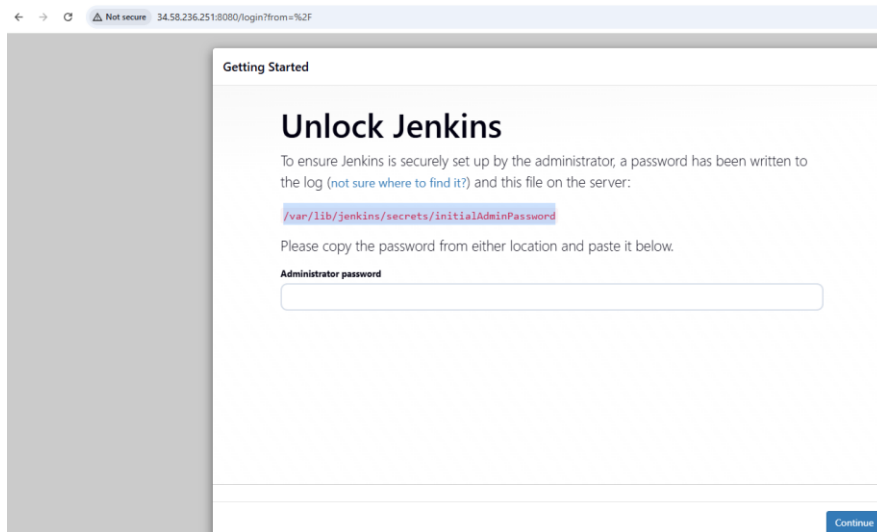 Not secure 34.58.236.251:8080/login?from=%2F
Getting Started
Unlock Jenkins
To ensure Jenkins is securely set up by the administrator, a password has been written to
the log (not sure where to find it?) and this file on the server:
/var/lib/jenkins/secrets/initialAdminPassword
Please copy the password from either location and paste it below.
Administrator password
Continue